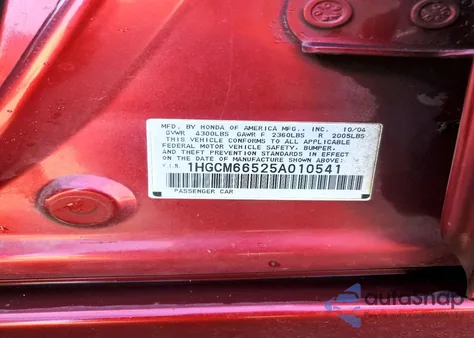 MFD. BY HONDA OF AMERICA MFG., INC. 10/04
GVWR 4300LBS GAWR F 2360LBS R 2005LBS
THIS VEHICLE CONFORMS TO ALL APPLICABLE
FEDERAL MOTOR VEHICLE SAFETY, BUMPER,
AND THEFT PREVENTION STANDARDS IN EFFECT
ON THE DATE OF MANUFACTURE SHOWN ABOVE:
V.I.N. 1HGCM66525A010541
PASSENGER CAR
autosnap